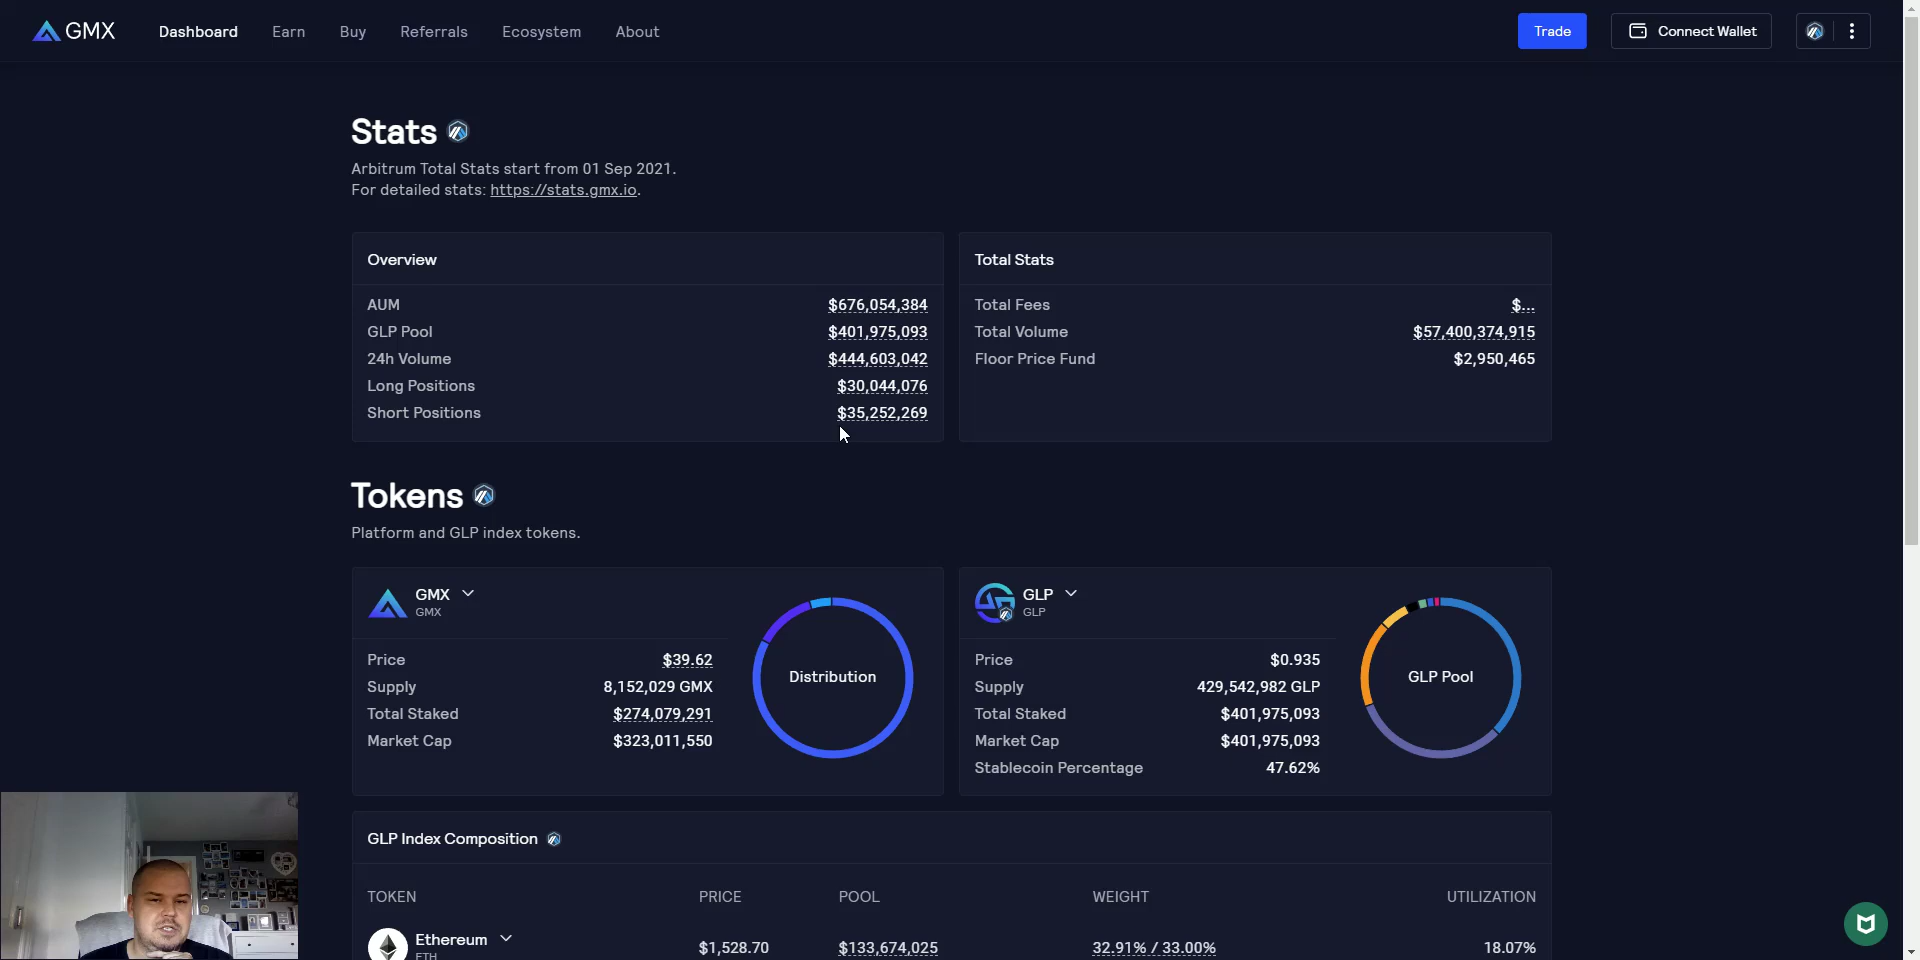 GMX
Dashboard
Earn
Buy
Referrals
Ecosystem
About
Trade
Connect Wallet
Stats
Arbitrum Total Stats start from 01 Sep 2021.
For detailed stats: https://stats.gmx.io.
Overview
AUM $676,054,384
GLP Pool $401,975,093
24h Volume $444,603,042
Long Positions $30,044,076
Short Positions $35,252,269
Total Stats
Total Fees $...
Total Volume $57,400,374,915
Floor Price Fund $2,950,465
Tokens
Platform and GLP index tokens.
GMX
GMX
Price $39.62
Supply 8,152,029 GMX
Total Staked $274,079,291
Market Cap $323,011,550
Distribution
GLP
GLP
Price $0.935
Supply 429,542,982 GLP
Total Staked $401,975,093
Market Cap $401,975,093
Stablecoin Percentage 47.62%
GLP Pool
GLP Index Composition
TOKEN PRICE POOL WEIGHT UTILIZATION
Ethereum $1,528.70 $133,674,025 32.91% / 33.00% 18.07%
ETH